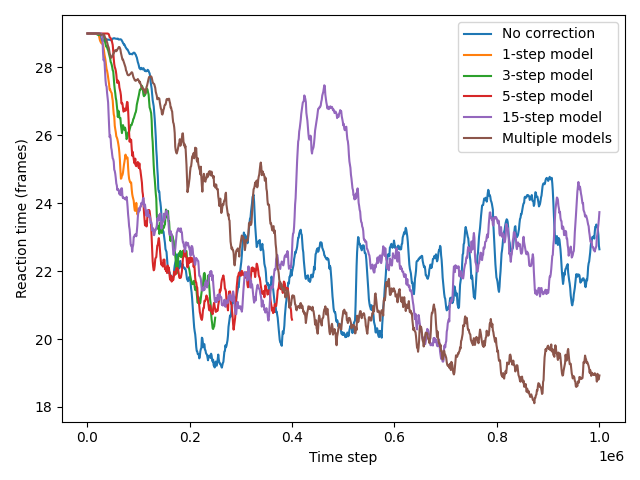 No correction
1-step model
3-step model
5-step model
15-step model
Multiple models
Reaction time (frames)
28
26
24
22
20
18
0.0 0.2 0.4 0.6 0.8 1.0
1e6
Time step